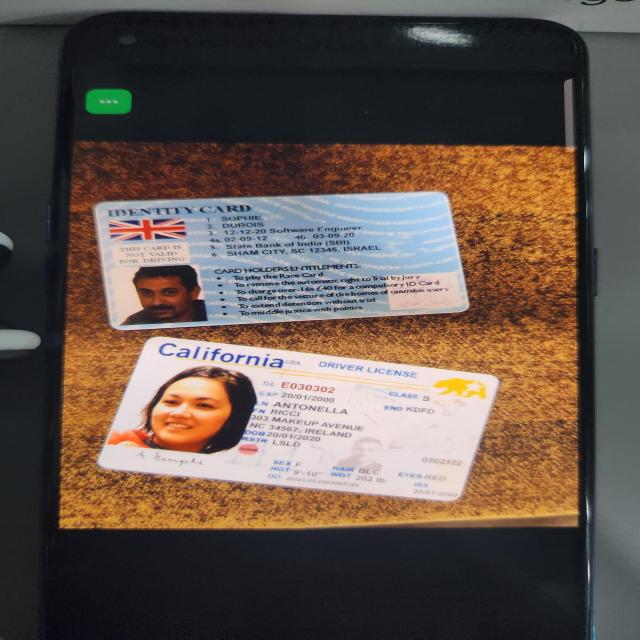 IDENTITY CARD
1. SOPHIE
2. DUBOIS
3. 12-12-20 Software Engineer
4a 02-09-12 4b. 03-09-20
5. State Bank of India (SBI)
6. SHAM CITY, SC 12345, ISRAEL
THIS CARD IS
NOT VALID
FOR DRIVING
CARD HOLDERS ENTITLEMENTS:
• To play the Race Card
• To remove the automatic right to Trial by Jury
• To charge over £40 for a compulsory ID Card
• To call for the seizure of the homes of cannabis users
• To extend detention without trial
• To muddle justice with politics
California USA DRIVER LICENSE
DL E030302
EXP 20/01/2000
CLASS S
LN ANTONELLA
END KDFD
FN RICCI
303 MAKEUP AVENUE
NC 34567, IRELAND
DOB 20/01/2020
RSTR LSLD
0302122
SEX F HAIR BLC EYES RED
HGT 9'-10" WGT 202 lb ISS
DD 20/01/2000